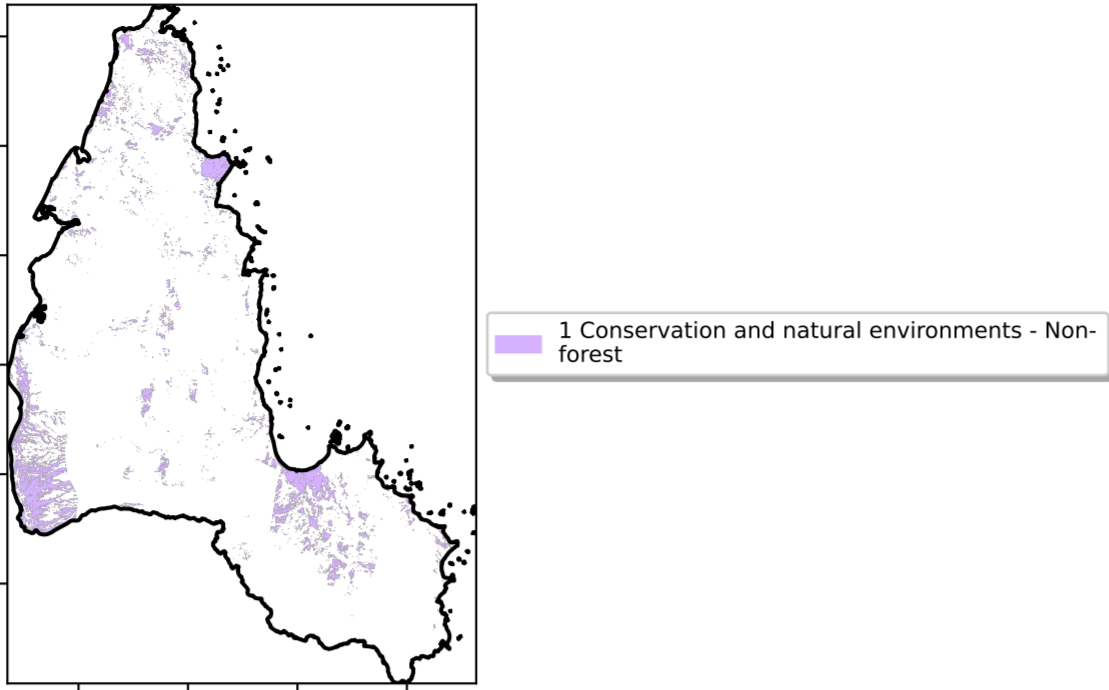 1 Conservation and natural environments - Non-
forest